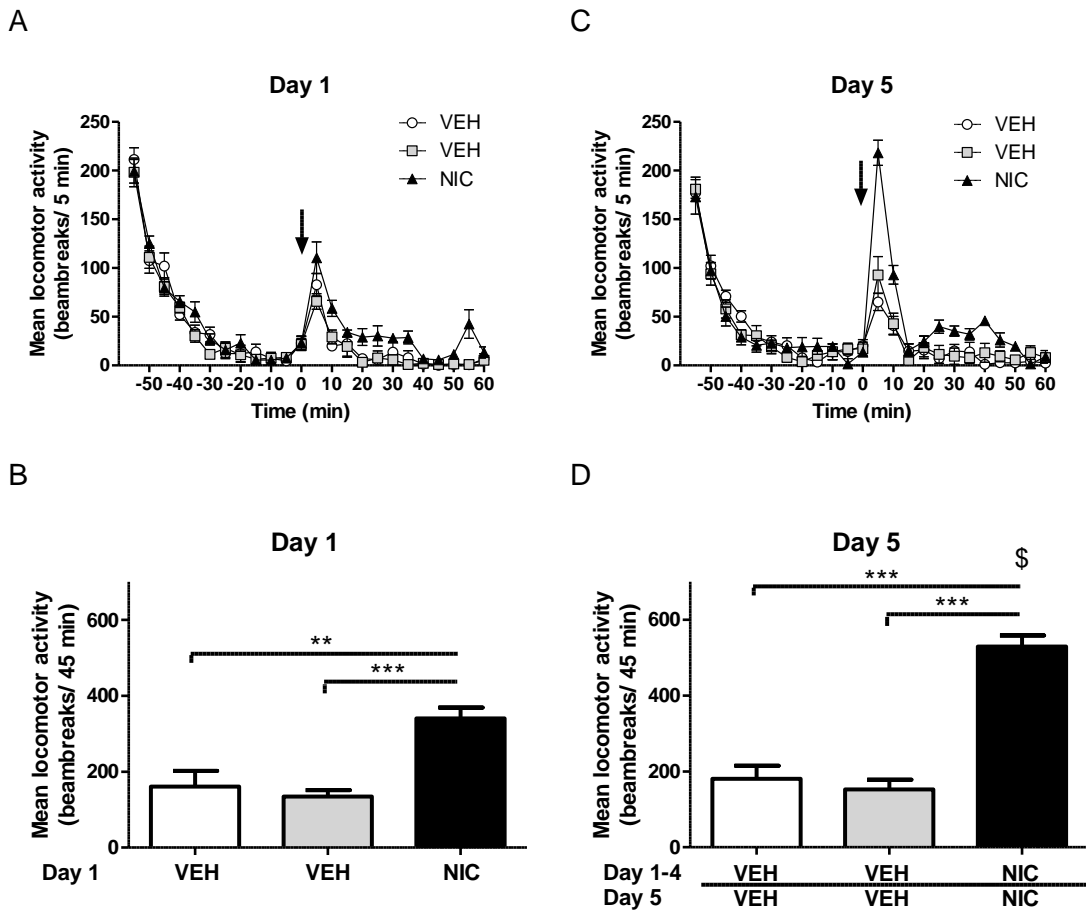 A
Day 1
Mean locomotor activity
(beambreaks/ 5 min)
250
200
150
100
50
0
VEH
VEH
NIC
-50 -40 -30 -20 -10 0 10 20 30 40 50 60
Time (min)
C
Day 5
Mean locomotor activity
(beambreaks/ 5 min)
250
200
150
100
50
0
VEH
VEH
NIC
-50 -40 -30 -20 -10 0 10 20 30 40 50 60
Time (min)
B
Day 1
Mean locomotor activity
(beambreaks/ 45 min)
600
400
200
0
**
***
Day 1 VEH VEH NIC
D
Day 5
Mean locomotor activity
(beambreaks/ 45 min)
600
400
200
0
$
***
***
Day 1-4 VEH VEH NIC
Day 5 VEH VEH NIC